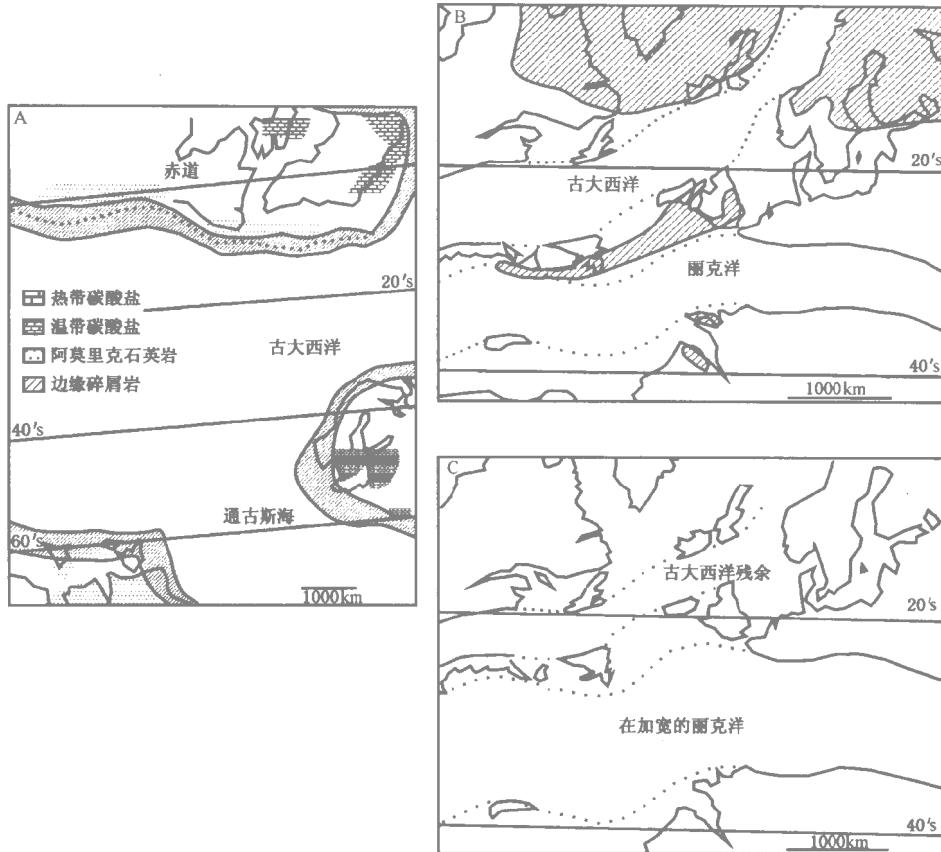 A
赤道
20's
热带碳酸盐
温带碳酸盐
阿莫里克石英岩
边缘碎屑岩
古大西洋
40's
通古斯海
60's
1000km
B
20's
古大西洋
丽克洋
40's
1000km
C
古大西洋残余
20's
在加宽的丽克洋
40's
1000km